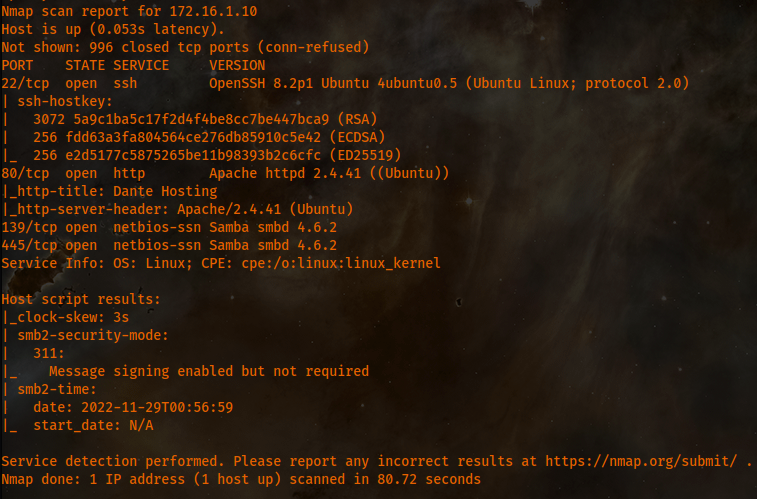 Nmap scan report for 172.16.1.10
Host is up (0.053s latency).
Not shown: 996 closed tcp ports (conn-refused)
PORT    STATE SERVICE     VERSION
22/tcp  open  ssh         OpenSSH 8.2p1 Ubuntu 4ubuntu0.5 (Ubuntu Linux; protocol 2.0)
| ssh-hostkey:
|   3072 5a9c1ba5c17f2d4f4be8cc7be447bca9 (RSA)
|   256 fdd63a3fa804564ce276db85910c5e42 (ECDSA)
|_  256 e2d5177c5875265be11b98393b2c6cfc (ED25519)
80/tcp  open  http        Apache httpd 2.4.41 ((Ubuntu))
|_http-title: Dante Hosting
|_http-server-header: Apache/2.4.41 (Ubuntu)
139/tcp open  netbios-ssn Samba smbd 4.6.2
445/tcp open  netbios-ssn Samba smbd 4.6.2
Service Info: OS: Linux; CPE: cpe:/o:linux:linux_kernel

Host script results:
|_clock-skew: 3s
| smb2-security-mode:
|   311:
|_    Message signing enabled but not required
| smb2-time:
|   date: 2022-11-29T00:56:59
|_  start_date: N/A

Service detection performed. Please report any incorrect results at https://nmap.org/submit/ .
Nmap done: 1 IP address (1 host up) scanned in 80.72 seconds